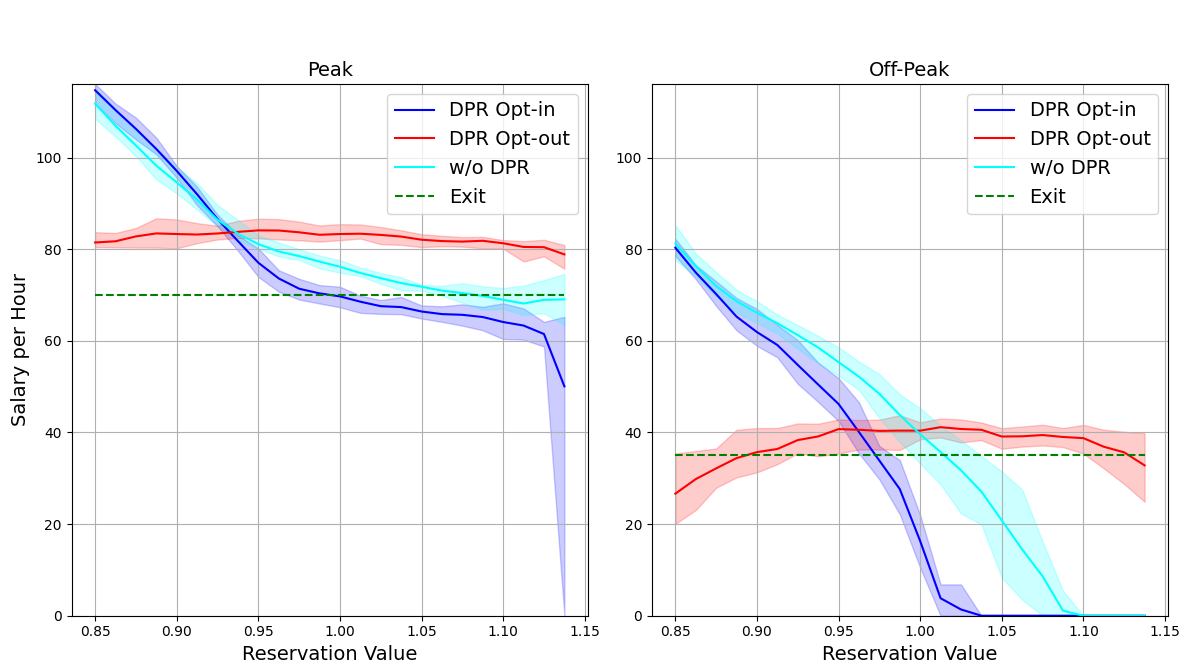 Peak
Off-Peak
DPR Opt-in
DPR Opt-out
w/o DPR
Exit
DPR Opt-in
DPR Opt-out
w/o DPR
Exit
Salary per Hour
100
80
60
40
20
0
100
80
60
40
20
0
0.85 0.90 0.95 1.00 1.05 1.10 1.15
0.85 0.90 0.95 1.00 1.05 1.10 1.15
Reservation Value
Reservation Value